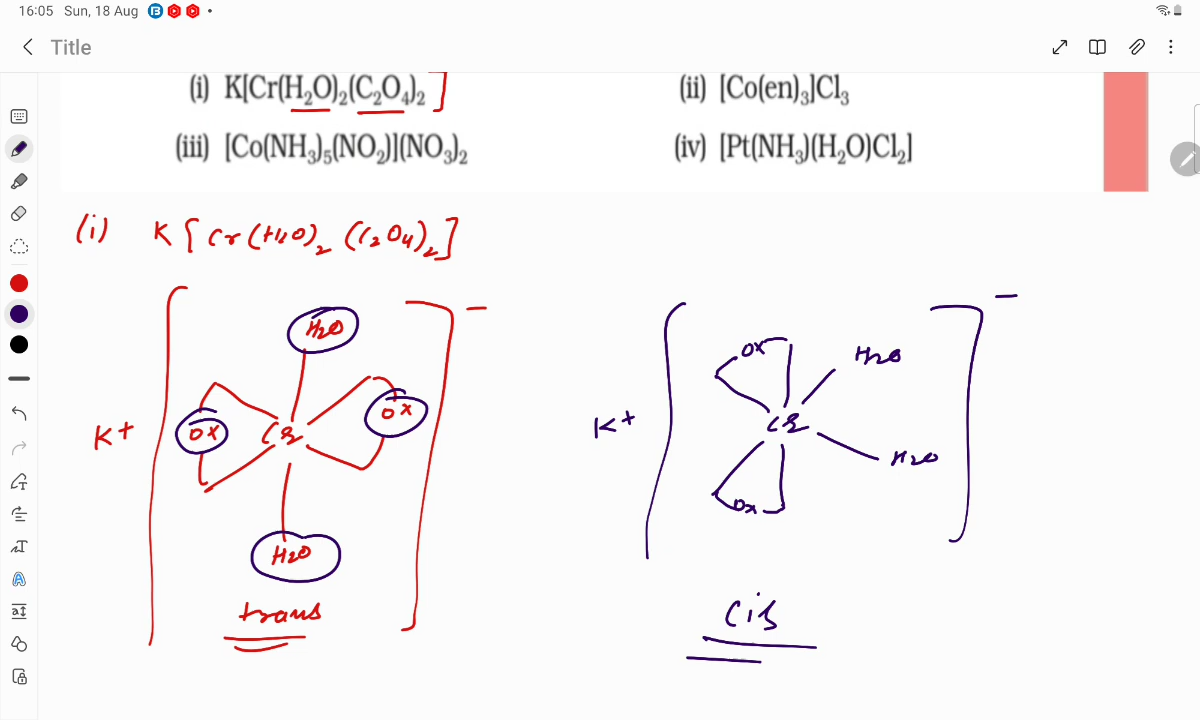 16:05 Sun, 18 Aug
Title
(i) K[Cr(H₂O)₂(C₂O₄)₂ ]
(ii) [Co(en)₃]Cl₃
(iii) [Co(NH₃)₅(NO₂)](NO₃)₂
(iv) [Pt(NH₃)(H₂O)Cl₂]
(i) K[Cr(H₂O)₂ (C₂O₄)₂]
K+ [ H₂O OX Cr OX H₂O ] −
trans
K+ [ OX H₂O Cr H₂O OX ] −
Cis